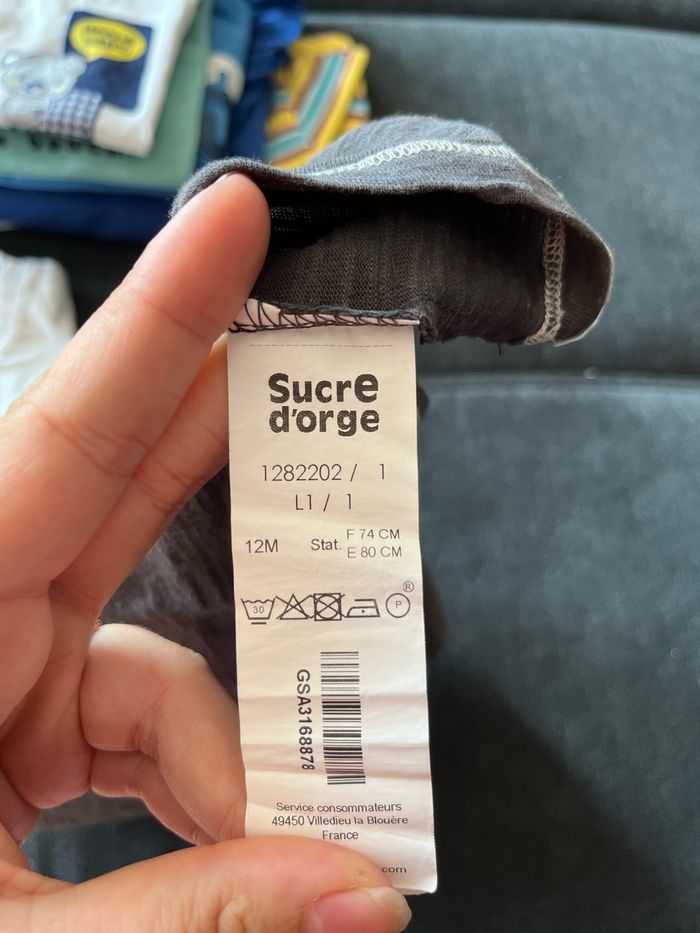 Sucre
d'orge
1282202 / 1
L1 / 1
12M Stat. F 74 CM
E 80 CM
30 P ®
GSA3168878
Service consommateurs
49450 Villedieu la Blouère
France
com